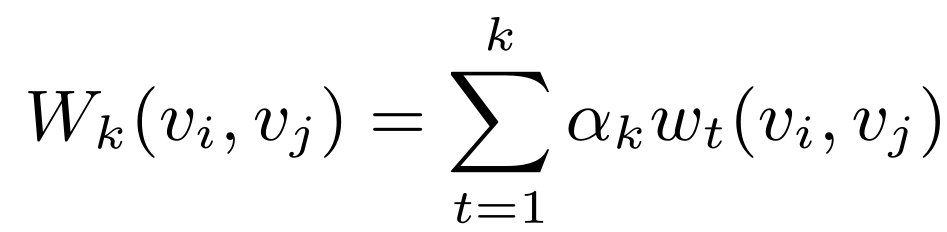 W_k(v_i, v_j) = \sum_{t=1}^{k} \alpha_k w_t(v_i, v_j)